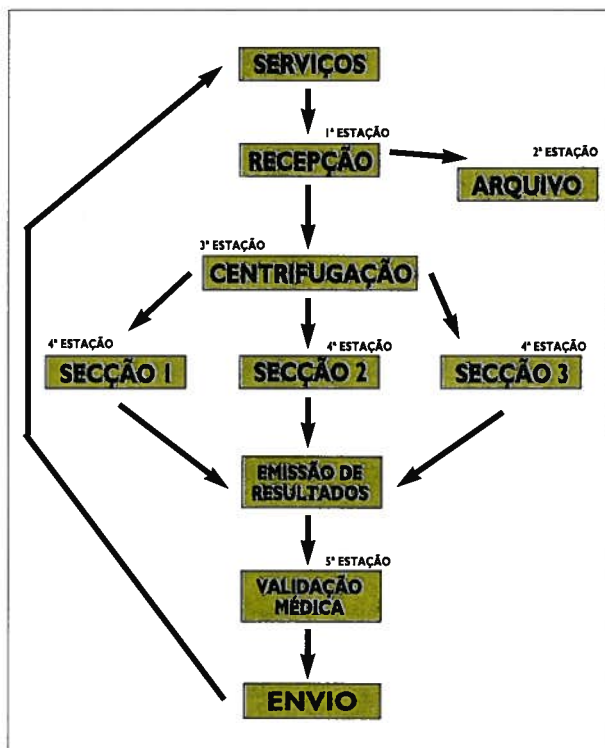 SERVIÇOS
1ª ESTAÇÃO
RECEPÇÃO
2ª ESTAÇÃO
ARQUIVO
3ª ESTAÇÃO
CENTRIFUGAÇÃO
4ª ESTAÇÃO
SECÇÃO 1
4ª ESTAÇÃO
SECÇÃO 2
4ª ESTAÇÃO
SECÇÃO 3
EMISSÃO DE
RESULTADOS
5ª ESTAÇÃO
VALIDAÇÃO
MÉDICA
ENVIO